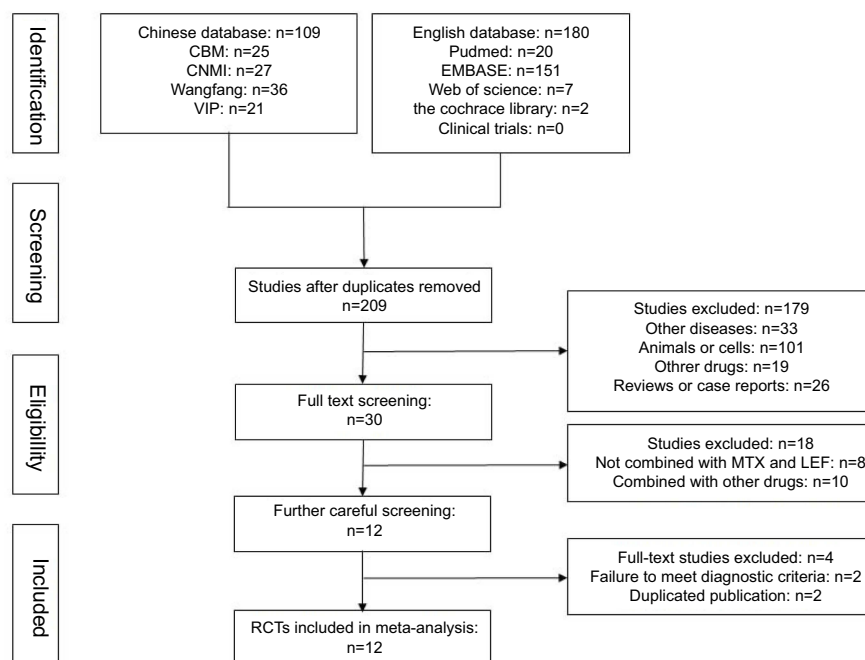 Identification
Chinese database: n=109
CBM: n=25
CNMI: n=27
Wangfang: n=36
VIP: n=21
English database: n=180
Pudmed: n=20
EMBASE: n=151
Web of science: n=7
the cochrace library: n=2
Clinical trials: n=0
Screening
Studies after duplicates removed
n=209
Studies excluded: n=179
Other diseases: n=33
Animals or cells: n=101
Othrer drugs: n=19
Reviews or case reports: n=26
Eligibillity
Full text screening:
n=30
Studies excluded: n=18
Not combined with MTX and LEF: n=8
Combined with other drugs: n=10
Further careful screening:
n=12
Included
Full-text studies excluded: n=4
Failure to meet diagnostic criteria: n=2
Duplicated publication: n=2
RCTs included in meta-analysis:
n=12